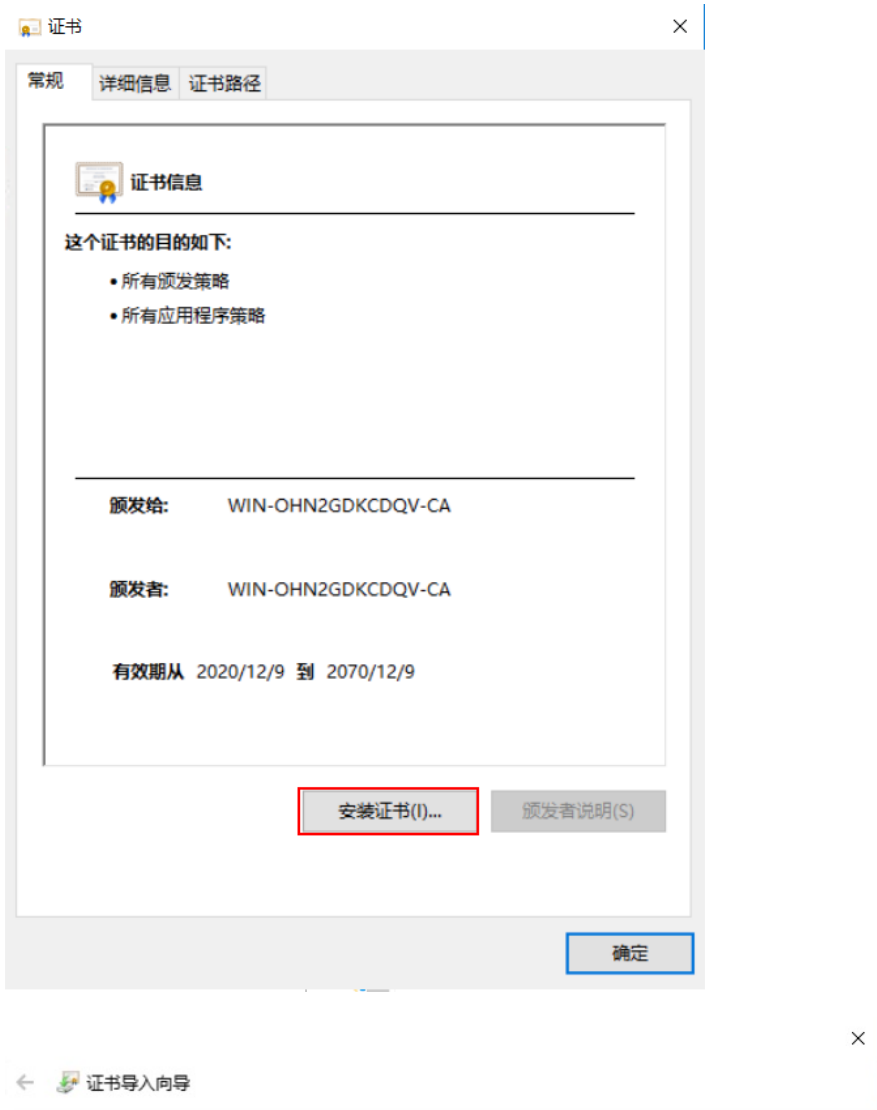 证书
常规 详细信息 证书路径
证书信息
这个证书的目的如下:
• 所有颁发策略
• 所有应用程序策略
颁发给: WIN-OHN2GDKCDQV-CA
颁发者: WIN-OHN2GDKCDQV-CA
有效期从 2020/12/9 到 2070/12/9
安装证书(I)... 颁发者说明(S)
确定
证书导入向导